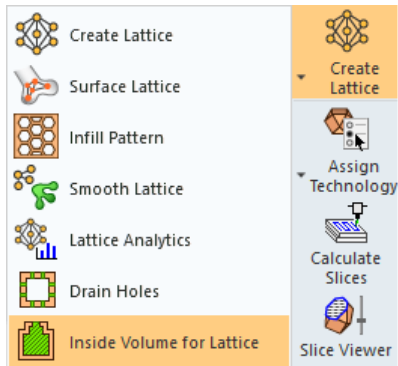 Create Lattice
Surface Lattice
Infill Pattern
Smooth Lattice
Lattice Analytics
Drain Holes
Inside Volume for Lattice
Create
Lattice
Assign
Technology
Calculate
Slices
Slice Viewer